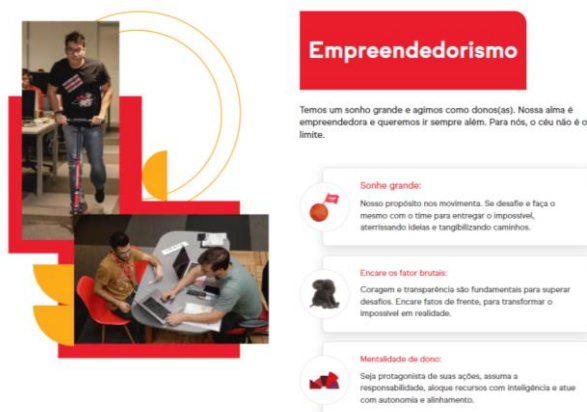 Empreendedorismo
Temos um sonho grande e agimos como donos(as). Nossa alma é
empreendedora e queremos ir sempre além. Para nós, o céu não é o
limite.
Sonhe grande:
Nosso propósito nos movimenta. Se desafie e faça o
mesmo com o time para entregar o impossível,
aterrissando ideias e tangibilizando caminhos.
Encare os fator brutais:
Coragem e transparência são fundamentais para superar
desafios. Encare fatos de frente, para transformar o
impossível em realidade.
Mentalidade de dono:
Seja protagonista de suas ações, assuma a
responsabilidade, aloque recursos com inteligência e atue
com autonomia e alinhamento.